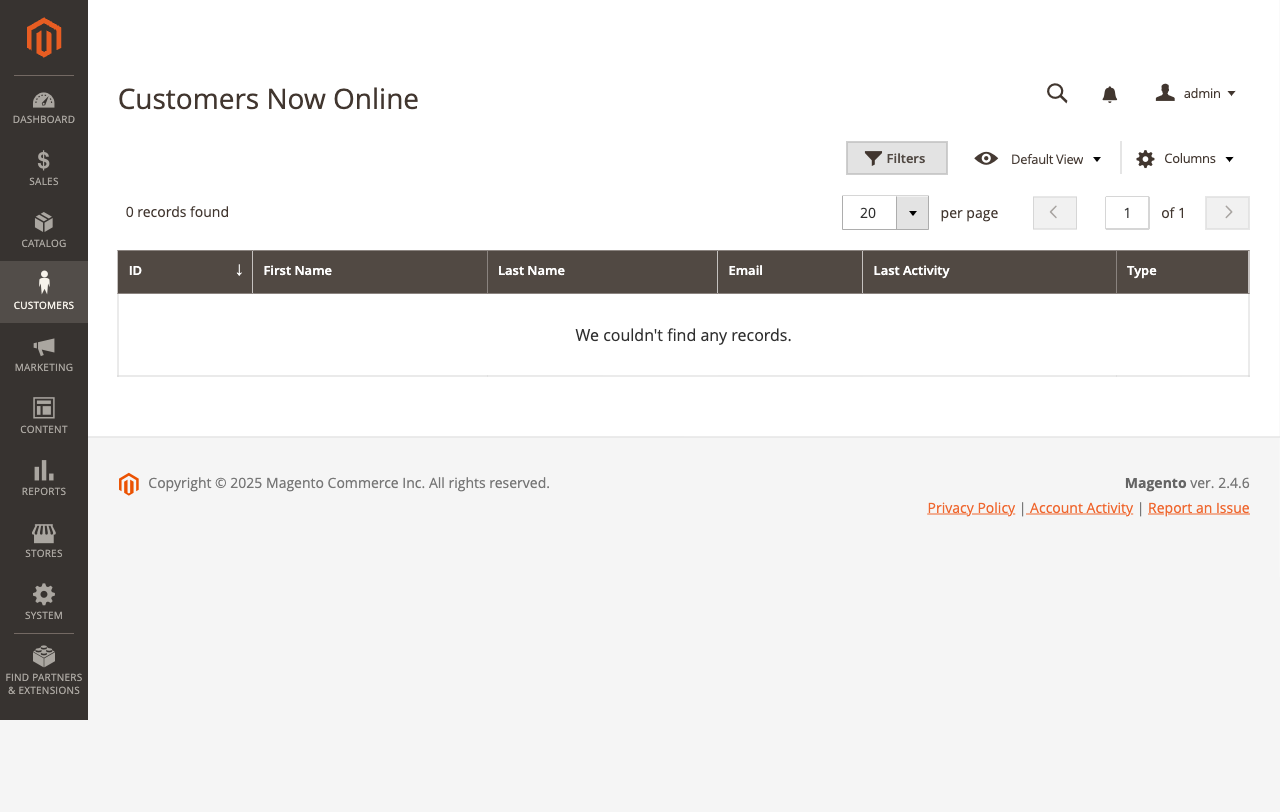 Customers Now Online
admin
DASHBOARD
SALES
CATALOG
CUSTOMERS
MARKETING
CONTENT
REPORTS
STORES
SYSTEM
FIND PARTNERS
& EXTENSIONS
Filters
Default View
Columns
0 records found
20
per page
1
of 1
ID ↓ First Name Last Name Email Last Activity Type
We couldn't find any records.
Copyright © 2025 Magento Commerce Inc. All rights reserved.
Magento ver. 2.4.6
Privacy Policy | Account Activity | Report an Issue